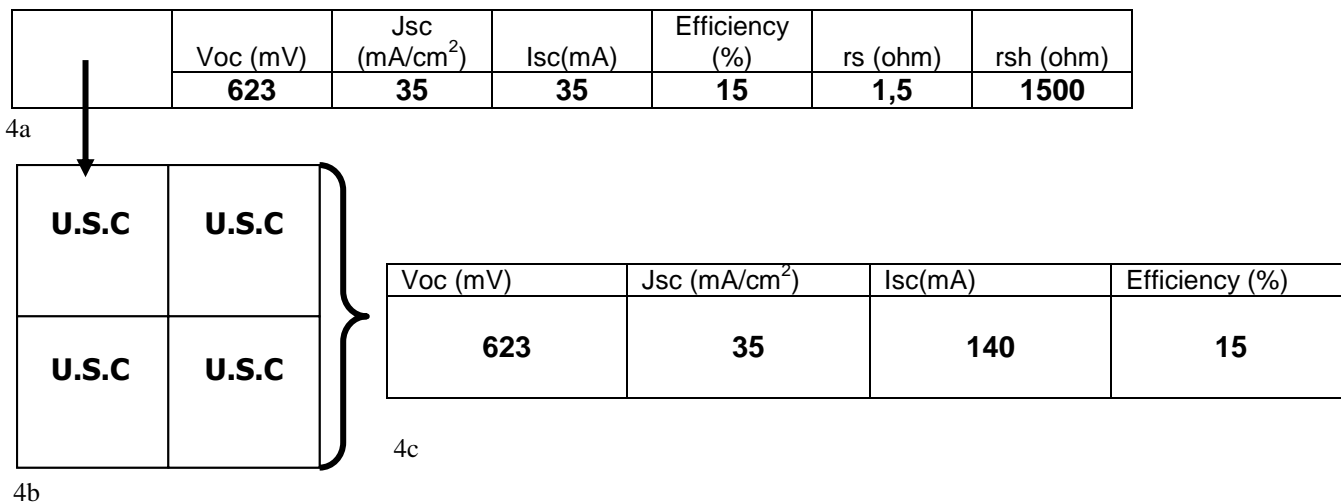 Jsc
Efficiency
Voc (mV) (mA/cm²) Isc(mA) (%) rs (ohm) rsh (ohm)
623 35 35 15 1,5 1500
4a
U.S.C U.S.C
Voc (mV) Jsc (mA/cm²) Isc(mA) Efficiency (%)
623 35 140 15
U.S.C U.S.C
4c
4b